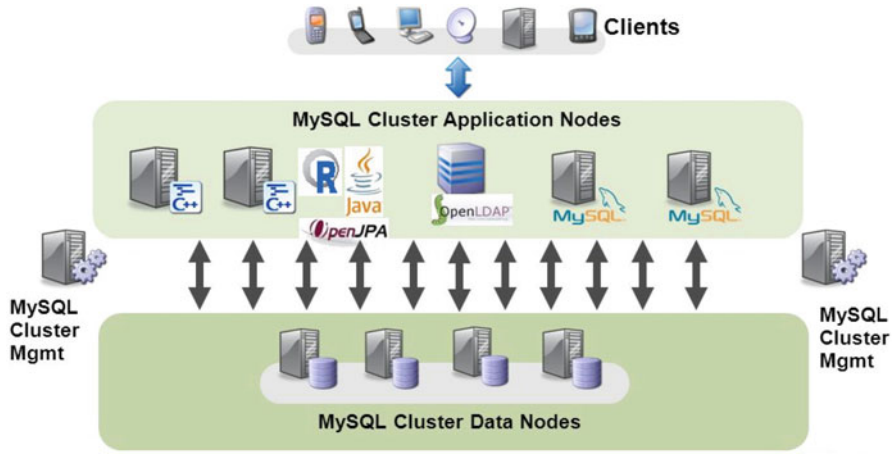 Clients
MySQL Cluster Application Nodes
C++
C++
R
Java
OpenJPA
OpenLDAP
MySQL
MySQL
MySQL
Cluster
Mgmt
MySQL
Cluster
Mgmt
MySQL Cluster Data Nodes